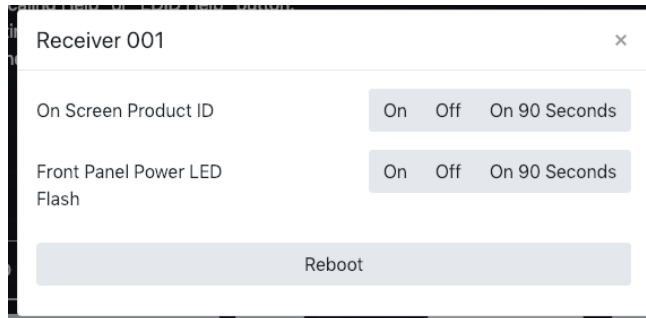 Receiver 001 ×
On Screen Product ID On Off On 90 Seconds
Front Panel Power LED On Off On 90 Seconds
Flash
Reboot